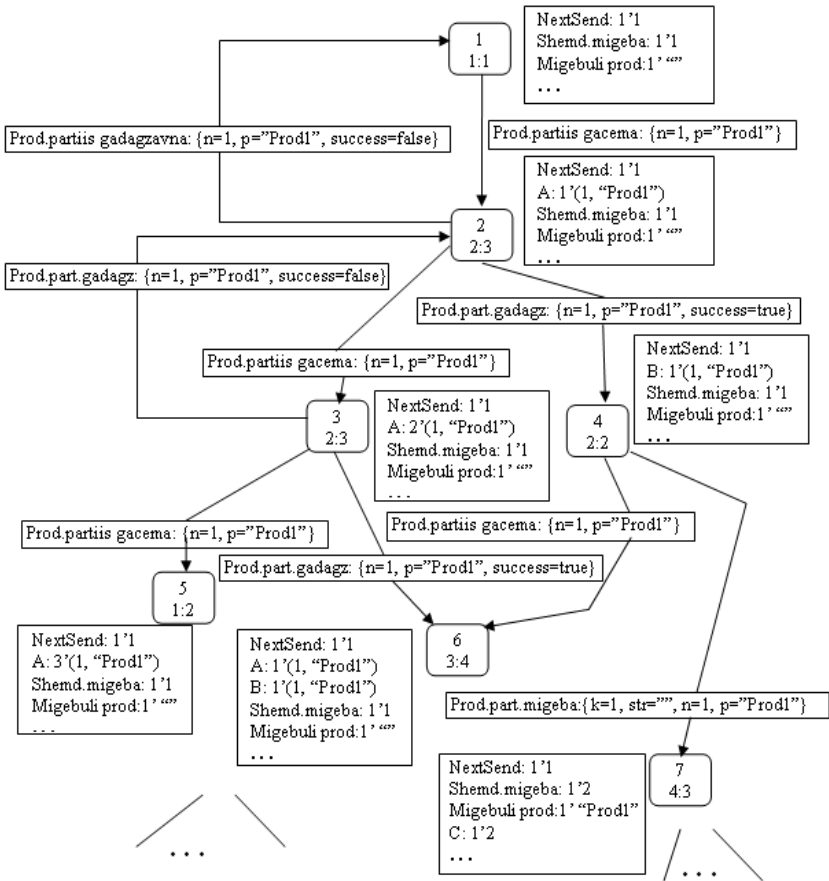 1
1:1
NextSend: 1’1
Shemd.migeba: 1’1
Migebuli prod:1’ “”
. . .
Prod.partiis gadagzavna: {n=1, p=”Prod1”, success=false}
Prod.partiis gacema: {n=1, p=”Prod1”}
2
2:3
NextSend: 1’1
A: 1’(1, “Prod1”)
Shemd.migeba: 1’1
Migebuli prod:1’ “”
. . .
Prod.part.gadagz: {n=1, p=”Prod1”, success=false}
Prod.part.gadagz: {n=1, p=”Prod1”, success=true}
Prod.partiis gacema: {n=1, p=”Prod1”}
3
2:3
NextSend: 1’1
A: 2’(1, “Prod1”)
Shemd.migeba: 1’1
Migebuli prod:1’ “”
. . .
4
2:2
NextSend: 1’1
B: 1’(1, “Prod1”)
Shemd.migeba: 1’1
Migebuli prod:1’ “”
. . .
Prod.partiis gacema: {n=1, p=”Prod1”}
Prod.partiis gacema: {n=1, p=”Prod1”}
Prod.part.gadagz: {n=1, p=”Prod1”, success=true}
5
1:2
NextSend: 1’1
A: 3’(1, “Prod1”)
Shemd.migeba: 1’1
Migebuli prod:1’ “”
. . .
6
3:4
NextSend: 1’1
A: 1’(1, “Prod1”)
B: 1’(1, “Prod1”)
Shemd.migeba: 1’1
Migebuli prod:1’ “”
. . .
Prod.part.migeba:{k=1, str=””, n=1, p=”Prod1”}
7
4:3
NextSend: 1’1
Shemd.migeba: 1’2
Migebuli prod:1’ “Prod1”
C: 1’2
. . .
. . .
. . .